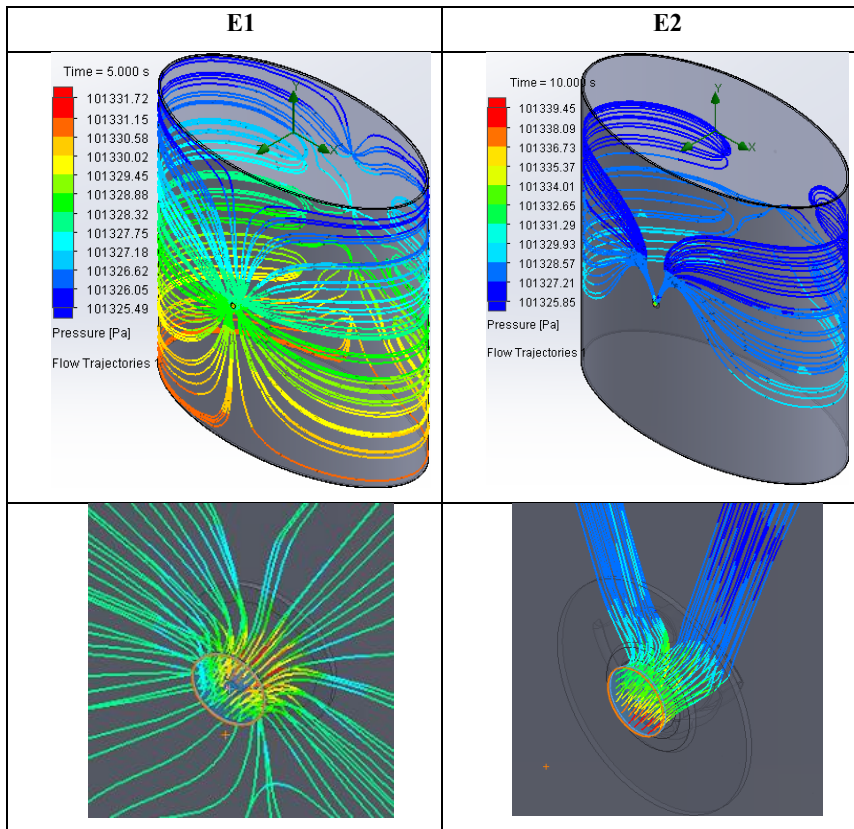 E1
E2
Time = 5.000 s
101331.72
101331.15
101330.58
101330.02
101329.45
101328.88
101328.32
101327.75
101327.18
101326.62
101326.05
101325.49
Pressure [Pa]
Flow Trajectories 1
Y
Time = 10.000 s
101339.45
101338.09
101336.73
101335.37
101334.01
101332.65
101331.29
101329.93
101328.57
101327.21
101325.85
Pressure [Pa]
Flow Trajectories 1
Y
X